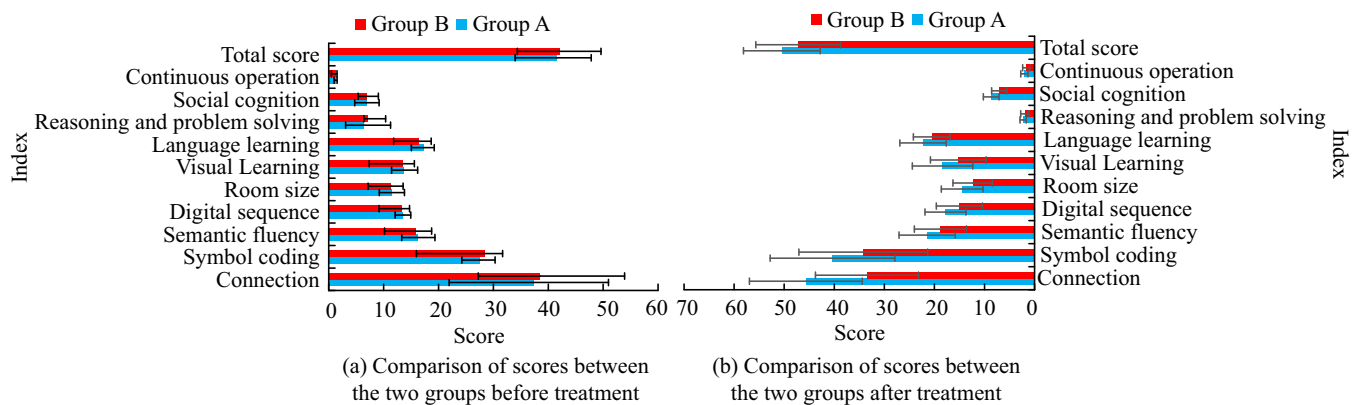 Group B Group A
Total score
Continuous operation
Social cognition
Reasoning and problem solving
Language learning
Visual Learning
Room size
Digital sequence
Semantic fluency
Symbol coding
Connection
Index
0 10 20 30 40 50 60
Score
(a) Comparison of scores between
the two groups before treatment
Group B Group A
Total score
Continuous operation
Social cognition
Reasoning and problem solving
Language learning
Visual Learning
Room size
Digital sequence
Semantic fluency
Symbol coding
Connection
Index
70 60 50 40 30 20 10 0
Score
(b) Comparison of scores between
the two groups after treatment